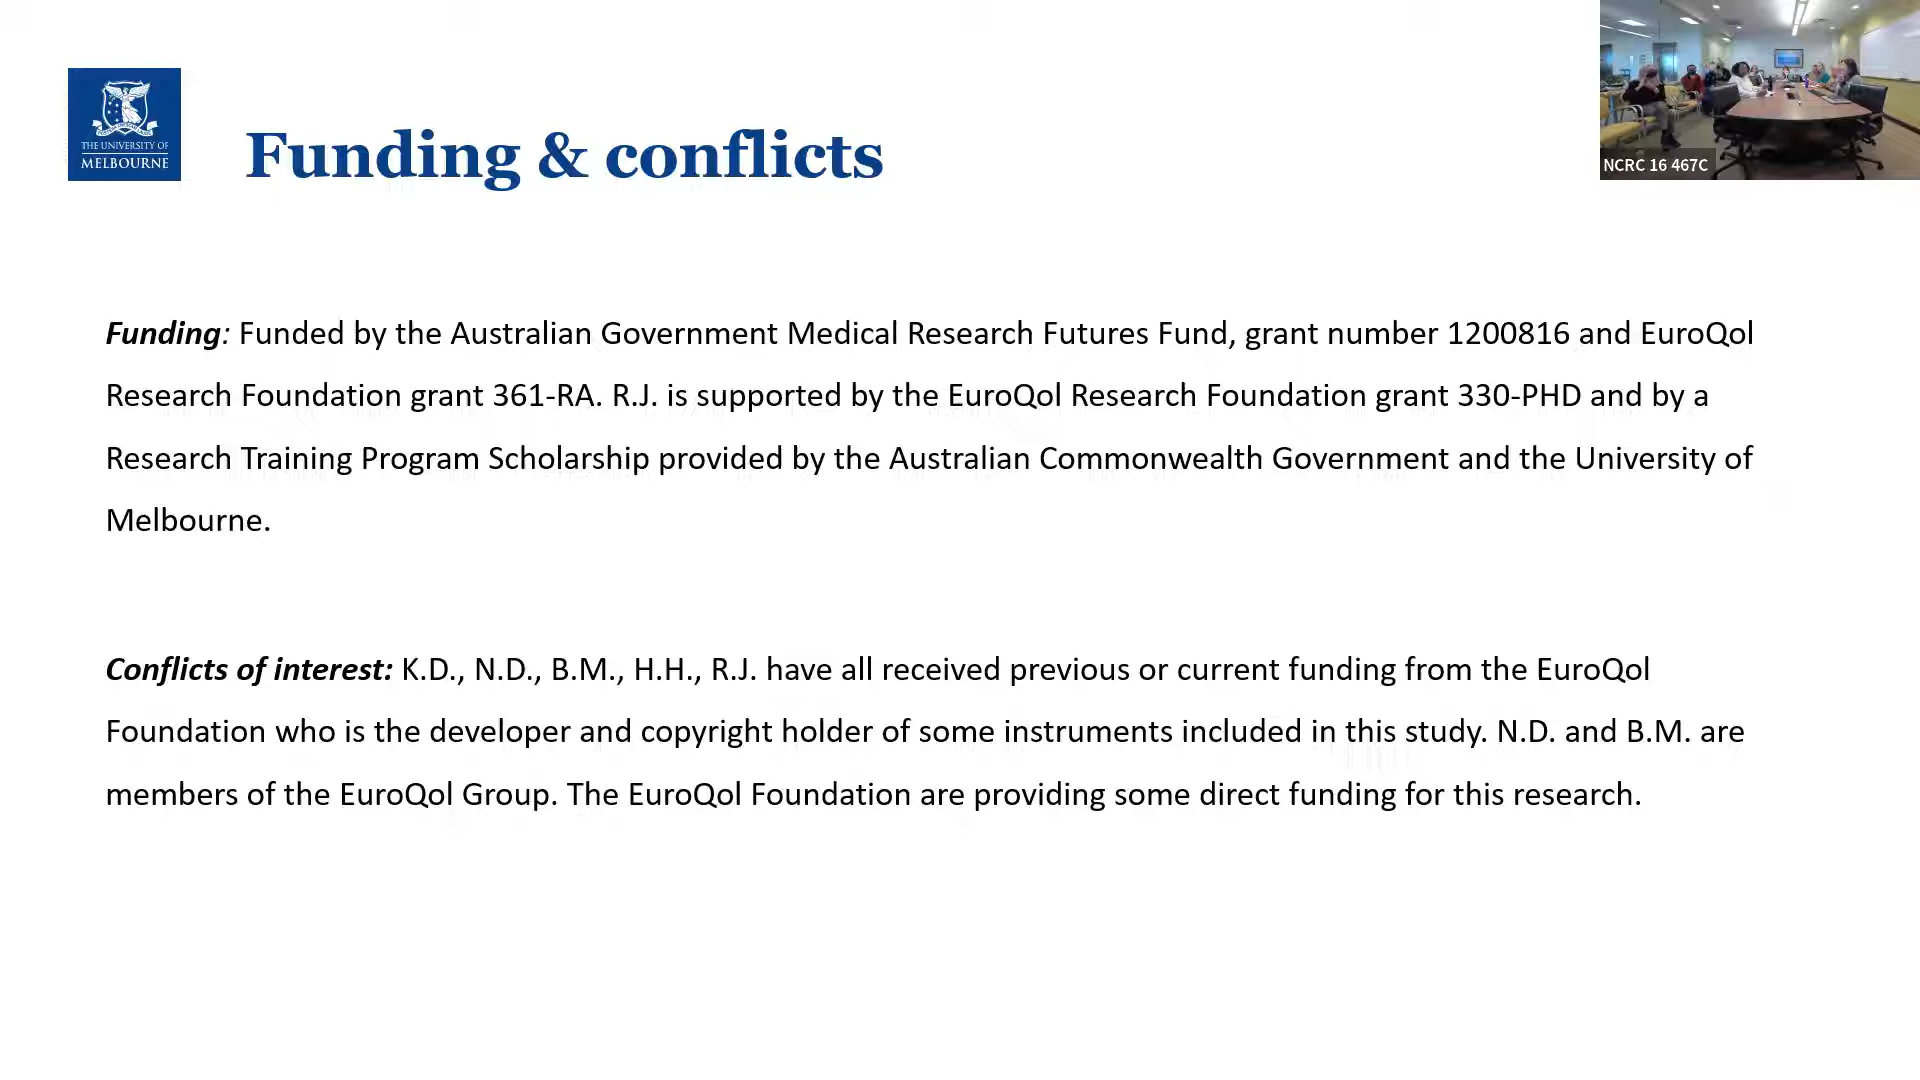 THE UNIVERSITY OF
MELBOURNE
Funding & conflicts
NCRC 16 467C
Funding: Funded by the Australian Government Medical Research Futures Fund, grant number 1200816 and EuroQol
Research Foundation grant 361-RA. R.J. is supported by the EuroQol Research Foundation grant 330-PHD and by a
Research Training Program Scholarship provided by the Australian Commonwealth Government and the University of
Melbourne.
Conflicts of interest: K.D., N.D., B.M., H.H., R.J. have all received previous or current funding from the EuroQol
Foundation who is the developer and copyright holder of some instruments included in this study. N.D. and B.M. are
members of the EuroQol Group. The EuroQol Foundation are providing some direct funding for this research.